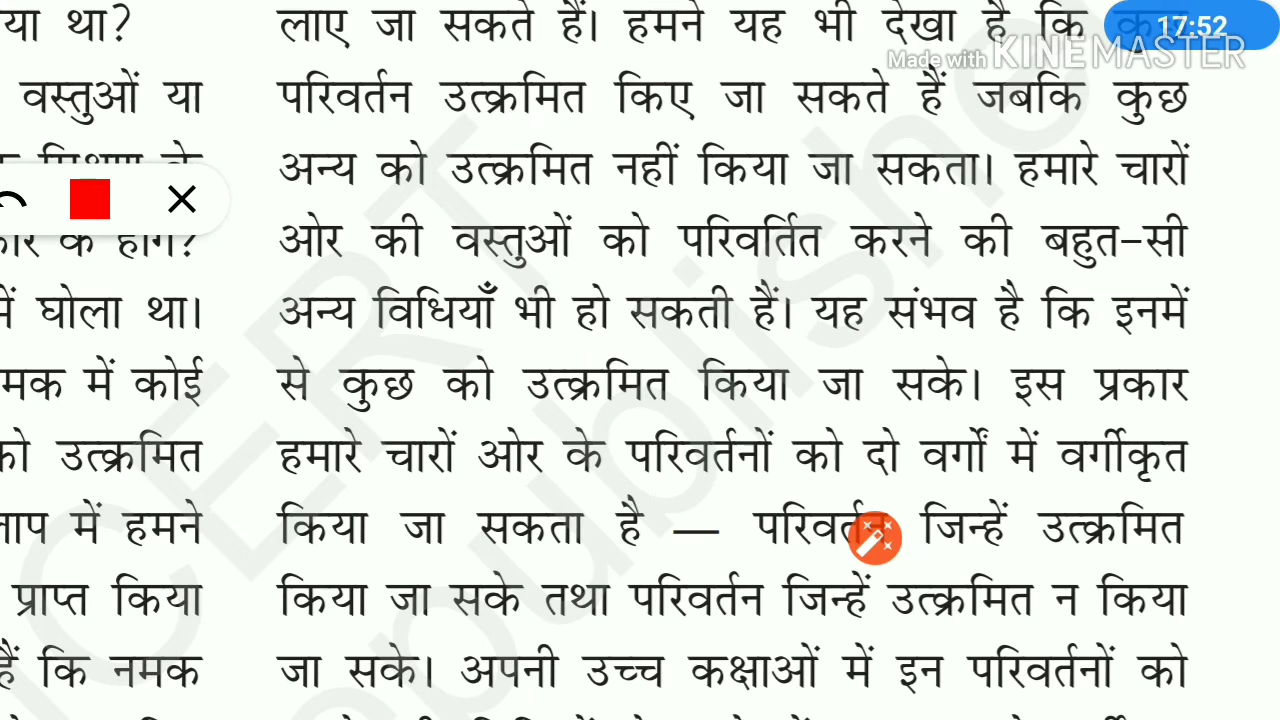 या था?
वस्तुओं या
के होंगे?
में घोला था।
मक में कोई
को उत्क्रमित
ताप में हमने
प्राप्त किया
हैं कि नमक
लाए जा सकते हैं। हमने यह भी देखा है कि कुछ
परिवर्तन उत्क्रमित किए जा सकते हैं जबकि कुछ
अन्य को उत्क्रमित नहीं किया जा सकता। हमारे चारों
ओर की वस्तुओं को परिवर्तित करने की बहुत-सी
अन्य विधियाँ भी हो सकती हैं। यह संभव है कि इनमें
से कुछ को उत्क्रमित किया जा सके। इस प्रकार
हमारे चारों ओर के परिवर्तनों को दो वर्गों में वर्गीकृत
किया जा सकता है — परिवर्तन जिन्हें उत्क्रमित
किया जा सके तथा परिवर्तन जिन्हें उत्क्रमित न किया
जा सके। अपनी उच्च कक्षाओं में इन परिवर्तनों को
17:52
Made with KINEMASTER